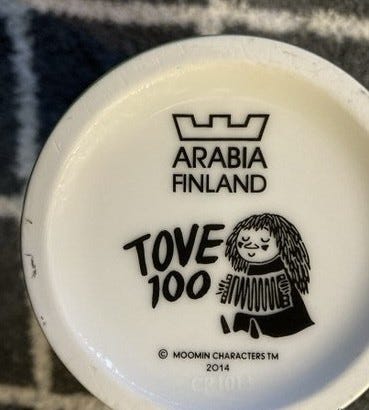 ARABIA
FINLAND
TOVE
100
© MOOMIN CHARACTERS TM
2014